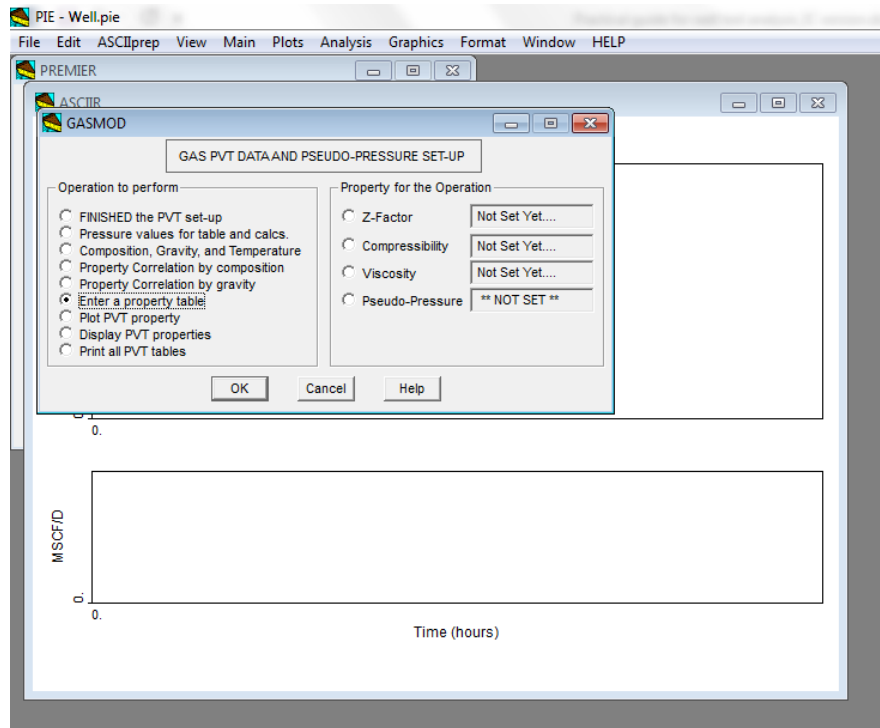 PIE - Well.pie
File Edit ASCIIprep View Main Plots Analysis Graphics Format Window HELP
PREMIER
ASCIIR
GASMOD
GAS PVT DATA AND PSEUDO-PRESSURE SET-UP
Operation to perform
FINISHED the PVT set-up
Pressure values for table and calcs.
Composition, Gravity, and Temperature
Property Correlation by composition
Property Correlation by gravity
Enter a property table
Plot PVT property
Display PVT properties
Print all PVT tables
Property for the Operation
Z-Factor Not Set Yet....
Compressibility Not Set Yet....
Viscosity Not Set Yet....
Pseudo-Pressure ** NOT SET **
OK Cancel Help
0.
MSCF/D
0.
0.
Time (hours)